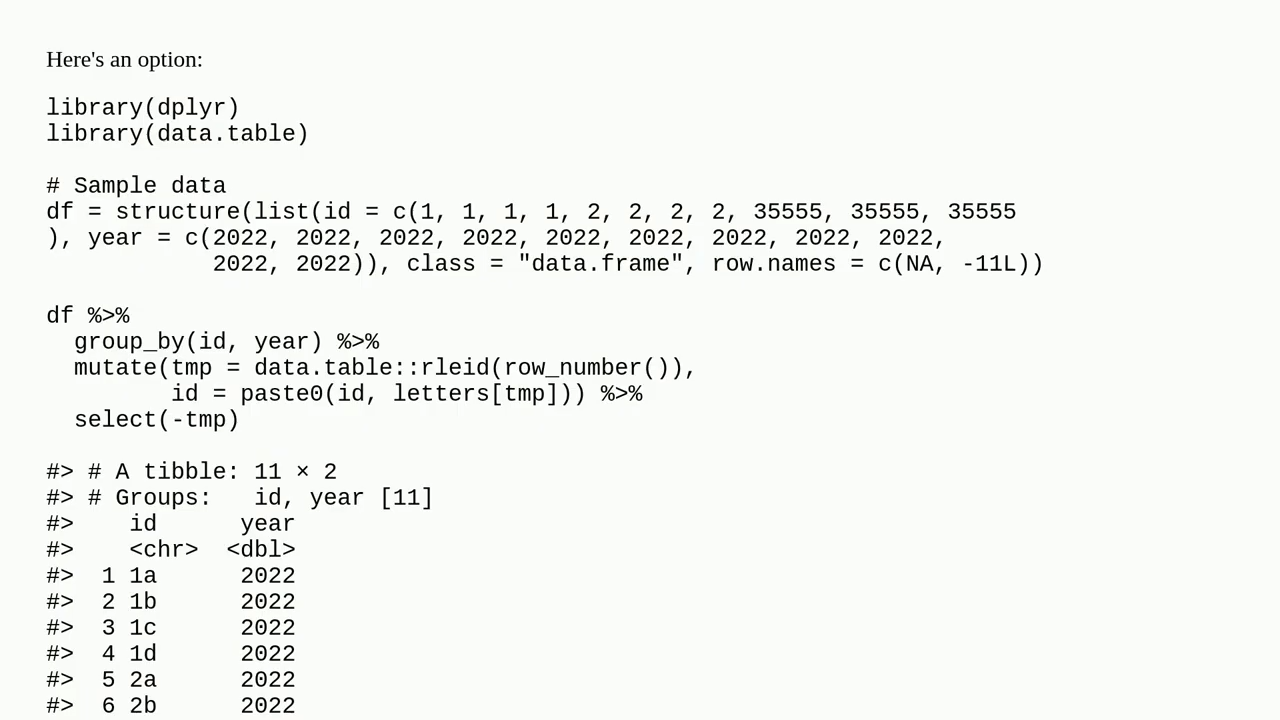 Here's an option:
library(dplyr)
library(data.table)
# Sample data
df = structure(list(id = c(1, 1, 1, 1, 2, 2, 2, 2, 35555, 35555, 35555
), year = c(2022, 2022, 2022, 2022, 2022, 2022, 2022, 2022, 2022,
            2022, 2022)), class = "data.frame", row.names = c(NA, -11L))
df %>%
  group_by(id, year) %>%
  mutate(tmp = data.table::rleid(row_number()),
         id = paste0(id, letters[tmp])) %>%
  select(-tmp)
#> # A tibble: 11 × 2
#> # Groups:   id, year [11]
#>    id      year
#>    <chr>  <dbl>
#>  1 1a      2022
#>  2 1b      2022
#>  3 1c      2022
#>  4 1d      2022
#>  5 2a      2022
#>  6 2b      2022